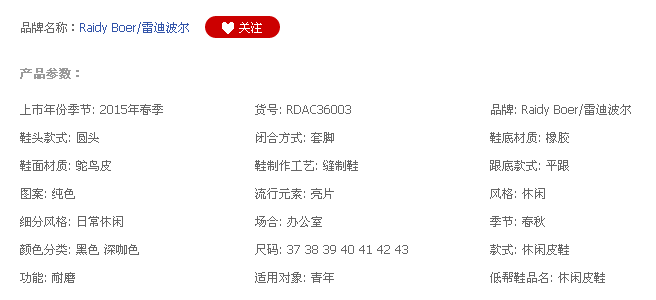 品牌名称：Raidy Boer/雷迪波尔 关注
产品参数：
上市年份季节: 2015年春季 货号: RDAC36003 品牌: Raidy Boer/雷迪波尔
鞋头款式: 圆头 闭合方式: 套脚 鞋底材质: 橡胶
鞋面材质: 鸵鸟皮 鞋制作工艺: 缝制鞋 跟底款式: 平跟
图案: 纯色 流行元素: 亮片 风格: 休闲
细分风格: 日常休闲 场合: 办公室 季节: 春秋
颜色分类: 黑色 深咖色 尺码: 37 38 39 40 41 42 43 款式: 休闲皮鞋
功能: 耐磨 适用对象: 青年 低帮鞋品名: 休闲皮鞋